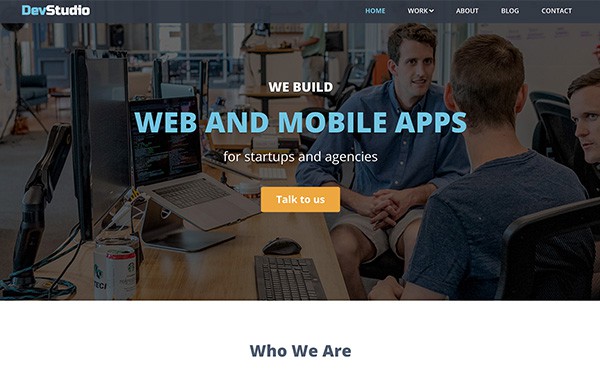 DevStudio
HOME WORK ABOUT BLOG CONTACT
WE BUILD
WEB AND MOBILE APPS
for startups and agencies
Talk to us
Who We Are